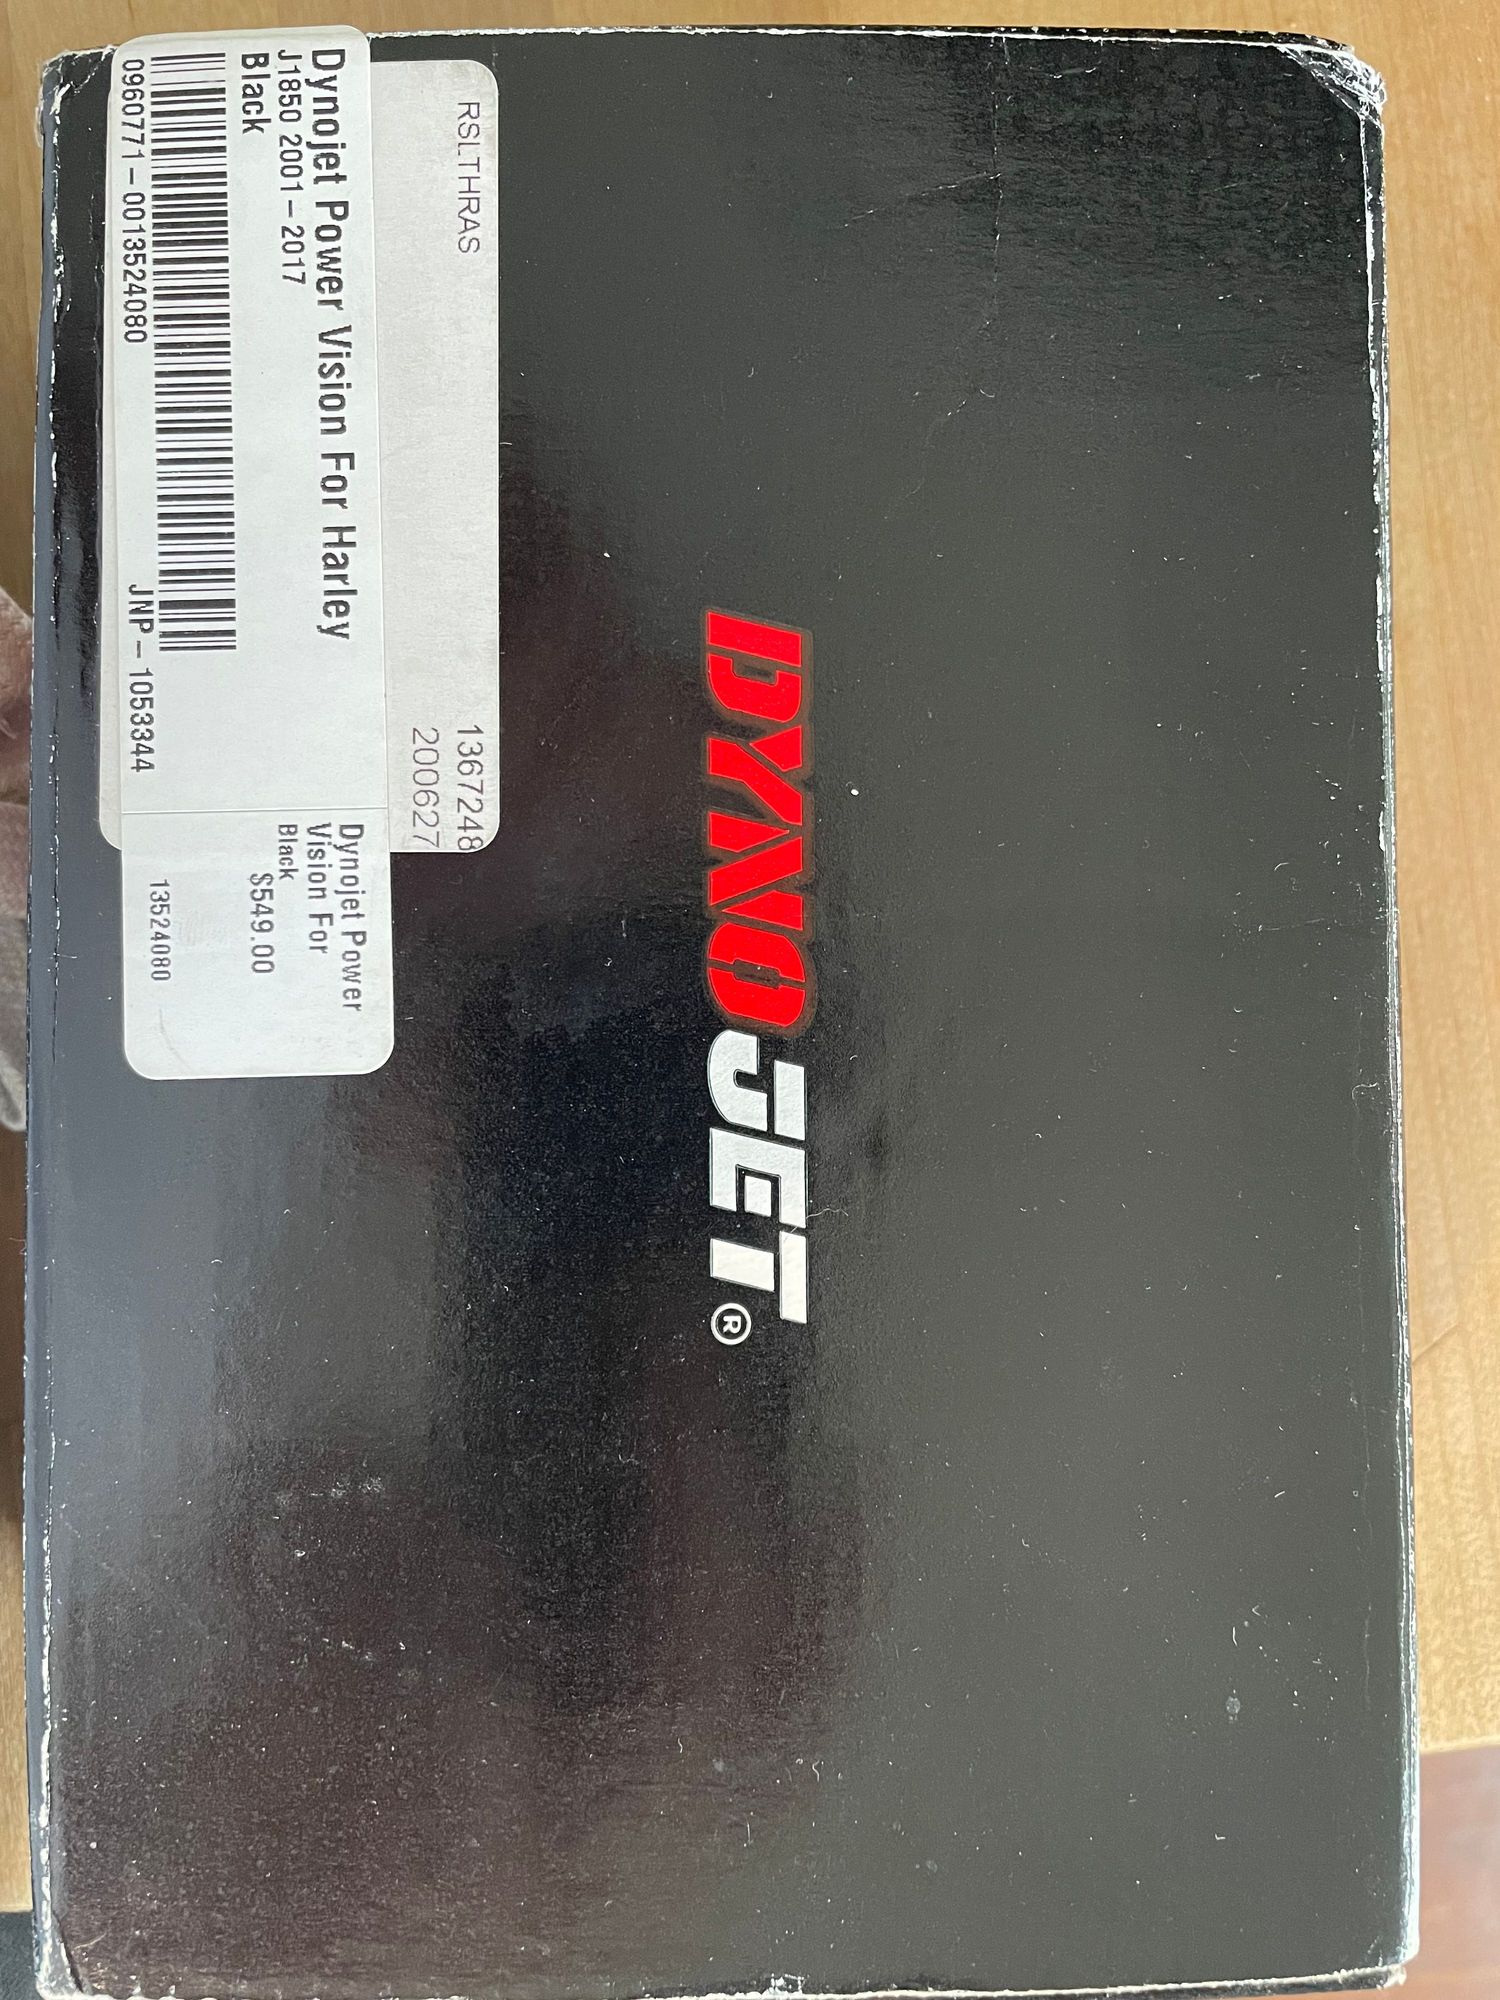 RSLTHRAS
1367248
200627
Dynojet Power Vision For Harley
J1850 2001-2017
Black
0960771-0013524080
JNP-1053344
Dynojet Power
Vision For
Black
$549.00
13524080
DYNOJET®